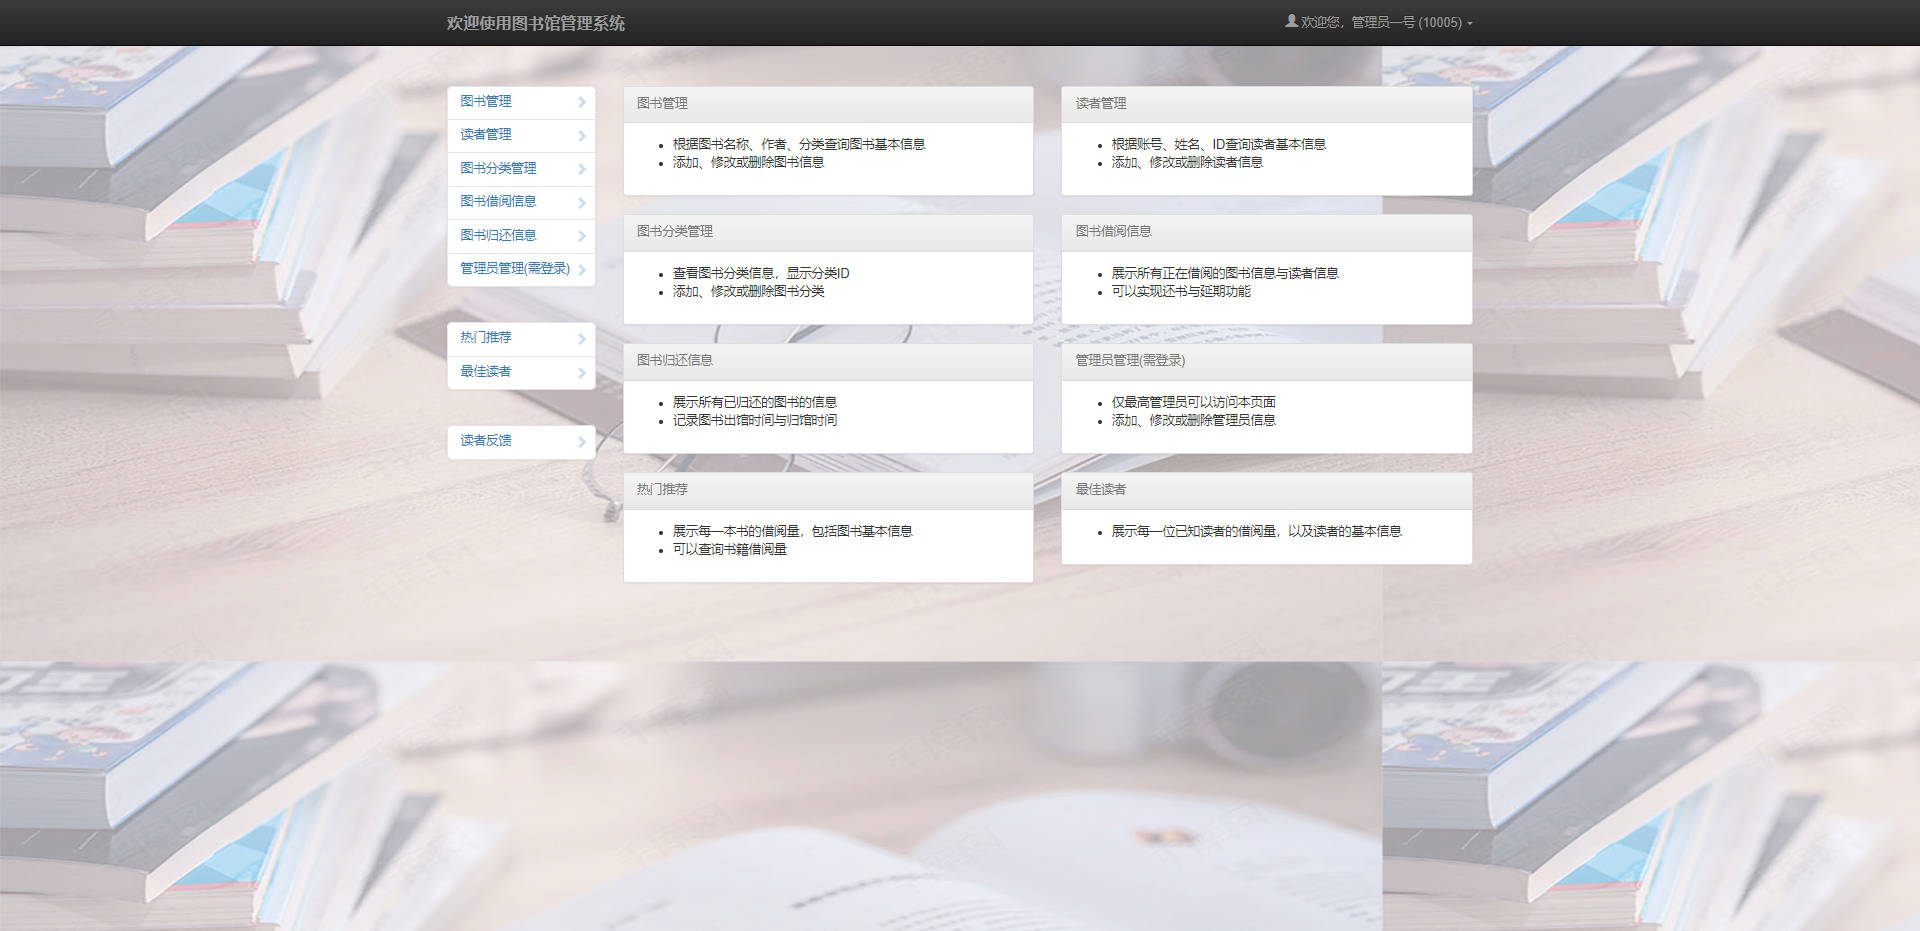 欢迎使用图书馆管理系统
欢迎您，管理员一号 (10005)
图书管理
读者管理
图书分类管理
图书借阅信息
图书归还信息
管理员管理(需登录)
热门推荐
最佳读者
读者反馈
图书管理
根据图书名称、作者、分类查询图书基本信息
添加、修改或删除图书信息
读者管理
根据账号、姓名、ID查询读者基本信息
添加、修改或删除读者信息
图书分类管理
查看图书分类信息，显示分类ID
添加、修改或删除图书分类
图书借阅信息
展示所有正在借阅的图书信息与读者信息
可以实现还书与延期功能
图书归还信息
展示所有已归还的图书的信息
记录图书出馆时间与归馆时间
管理员管理(需登录)
仅最高管理员可以访问本页面
添加、修改或删除管理员信息
热门推荐
展示每一本书的借阅量，包括图书基本信息
可以查询书籍借阅量
最佳读者
展示每一位已知读者的借阅量，以及读者的基本信息